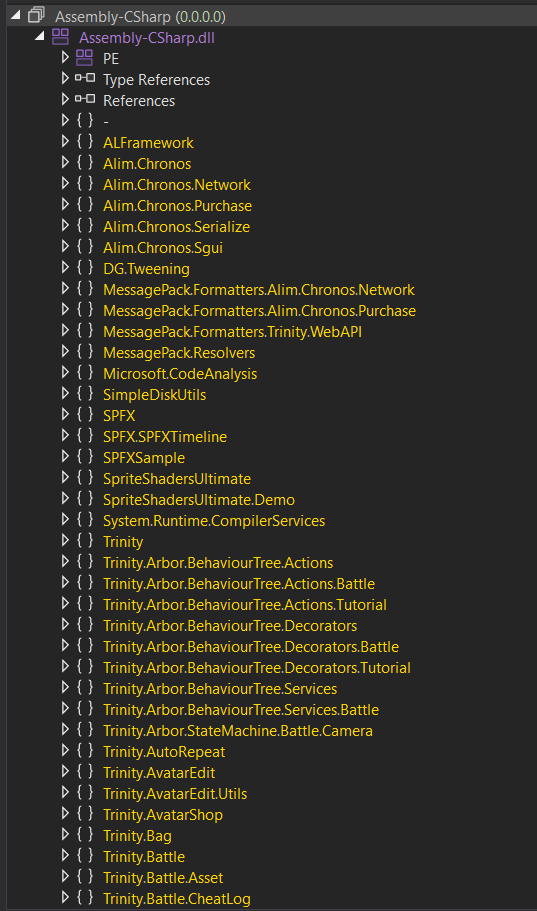 Assembly-CSharp (0.0.0.0)
Assembly-CSharp.dll
PE
Type References
References
{ } -
{ } ALFramework
{ } Alim.Chronos
{ } Alim.Chronos.Network
{ } Alim.Chronos.Purchase
{ } Alim.Chronos.Serialize
{ } Alim.Chronos.Sgui
{ } DG.Tweening
{ } MessagePack.Formatters.Alim.Chronos.Network
{ } MessagePack.Formatters.Alim.Chronos.Purchase
{ } MessagePack.Formatters.Trinity.WebAPI
{ } MessagePack.Resolvers
{ } Microsoft.CodeAnalysis
{ } SimpleDiskUtils
{ } SPFX
{ } SPFX.SPFXTimeline
{ } SPFXSample
{ } SpriteShadersUltimate
{ } SpriteShadersUltimate.Demo
{ } System.Runtime.CompilerServices
{ } Trinity
{ } Trinity.Arbor.BehaviourTree.Actions
{ } Trinity.Arbor.BehaviourTree.Actions.Battle
{ } Trinity.Arbor.BehaviourTree.Actions.Tutorial
{ } Trinity.Arbor.BehaviourTree.Decorators
{ } Trinity.Arbor.BehaviourTree.Decorators.Battle
{ } Trinity.Arbor.BehaviourTree.Decorators.Tutorial
{ } Trinity.Arbor.BehaviourTree.Services
{ } Trinity.Arbor.BehaviourTree.Services.Battle
{ } Trinity.Arbor.StateMachine.Battle.Camera
{ } Trinity.AutoRepeat
{ } Trinity.AvatarEdit
{ } Trinity.AvatarEdit.Utils
{ } Trinity.AvatarShop
{ } Trinity.Bag
{ } Trinity.Battle
{ } Trinity.Battle.Asset
{ } Trinity.Battle.CheatLog